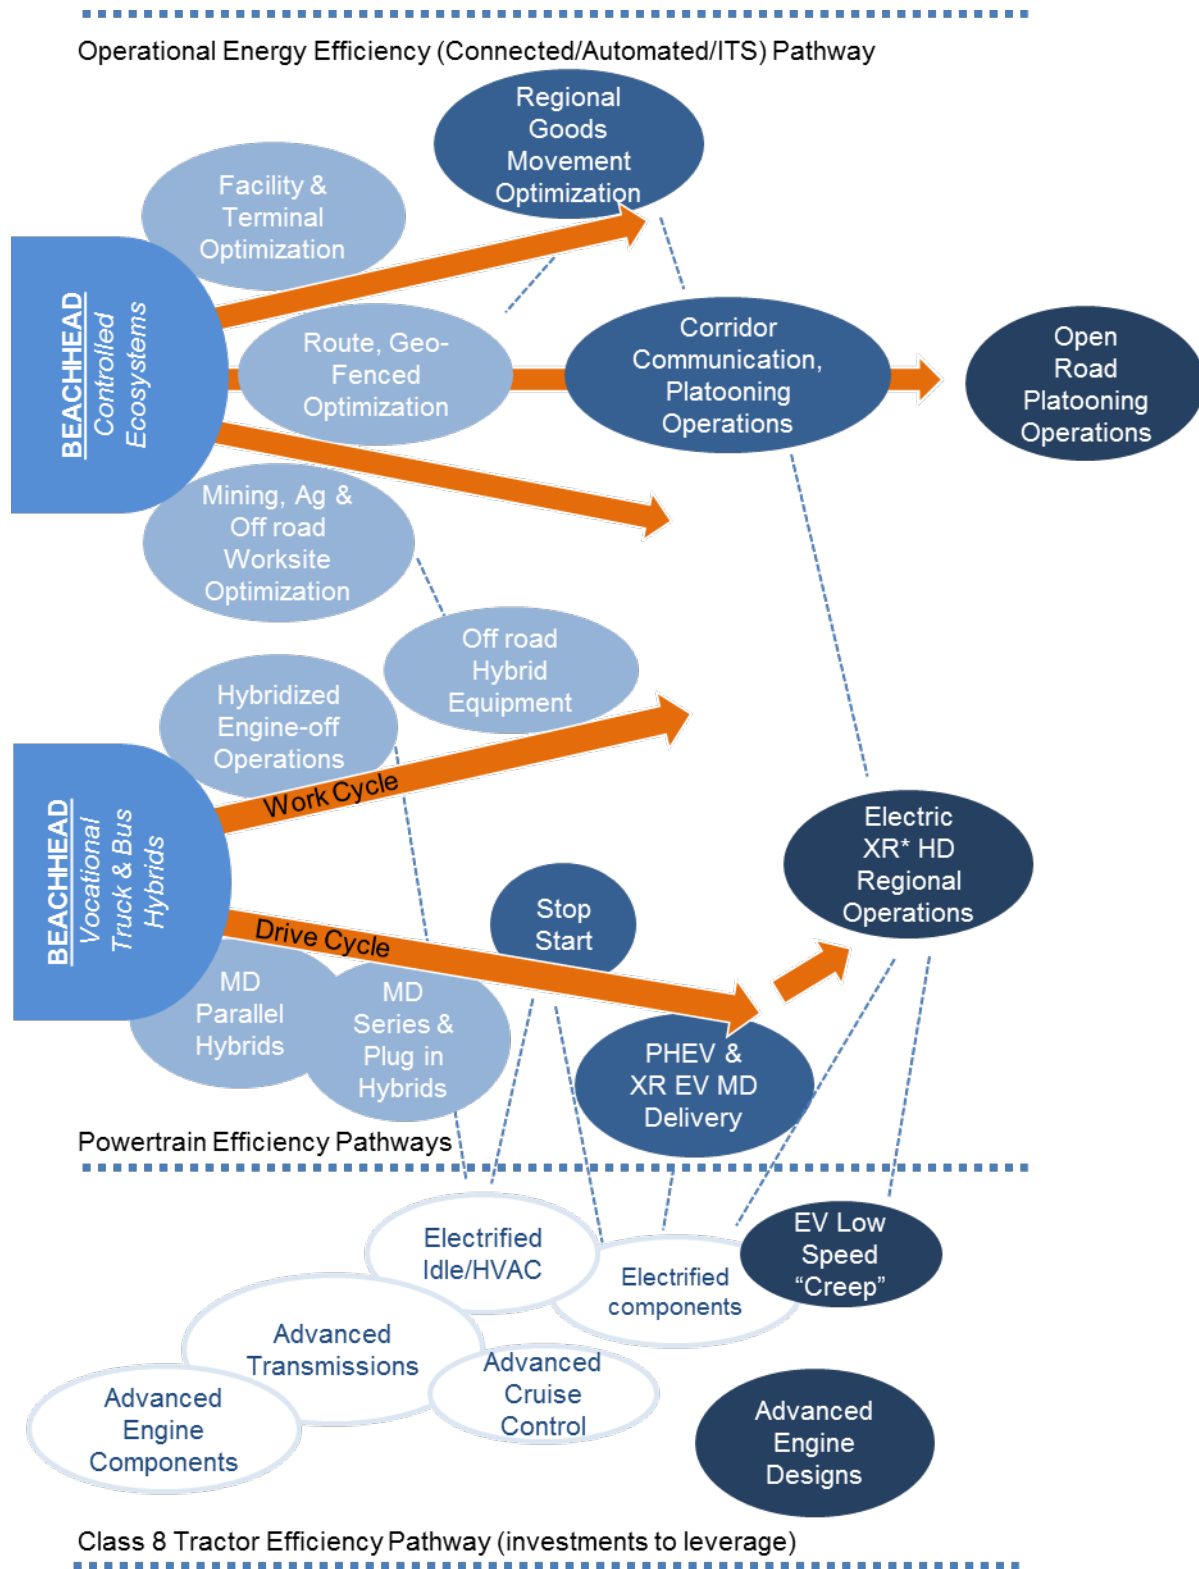 Operational Energy Efficiency (Connected/Automated/ITS) Pathway
Regional
Goods
Movement
Optimization
Facility &
Terminal
Optimization
BEACHHEAD
Controlled
Ecosystems
Route, Geo-
Fenced
Optimization
Corridor
Communication,
Platooning
Operations
Open
Road
Platooning
Operations
Mining, Ag &
Off road
Worksite
Optimization
Off road
Hybrid
Equipment
Hybridized
Engine-off
Operations
Work Cycle
BEACHHEAD
Vocational
Truck & Bus
Hybrids
Electric
XR* HD
Regional
Operations
Stop
Start
Drive Cycle
MD
Parallel
Hybrids
MD
Series &
Plug in
Hybrids
PHEV &
XR EV MD
Delivery
Powertrain Efficiency Pathways
Electrified
Idle/HVAC
Electrified
components
EV Low
Speed
“Creep”
Advanced
Transmissions
Advanced
Cruise
Control
Advanced
Engine
Components
Advanced
Engine
Designs
Class 8 Tractor Efficiency Pathway (investments to leverage)